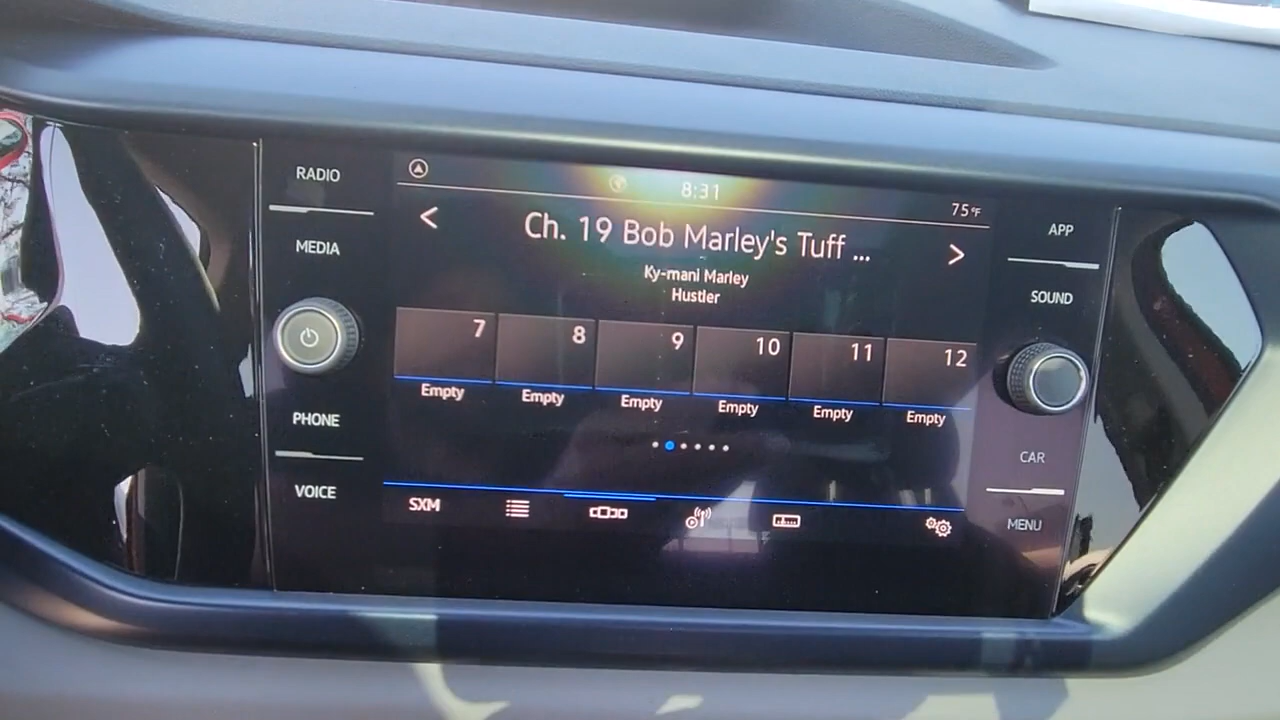 RADIO
MEDIA
PHONE
VOICE
8:31
75°F
< Ch. 19 Bob Marley's Tuff ... >
Ky-mani Marley
Hustler
7 8 9 10 11 12
Empty Empty Empty Empty Empty Empty
SXM
APP
SOUND
CAR
MENU